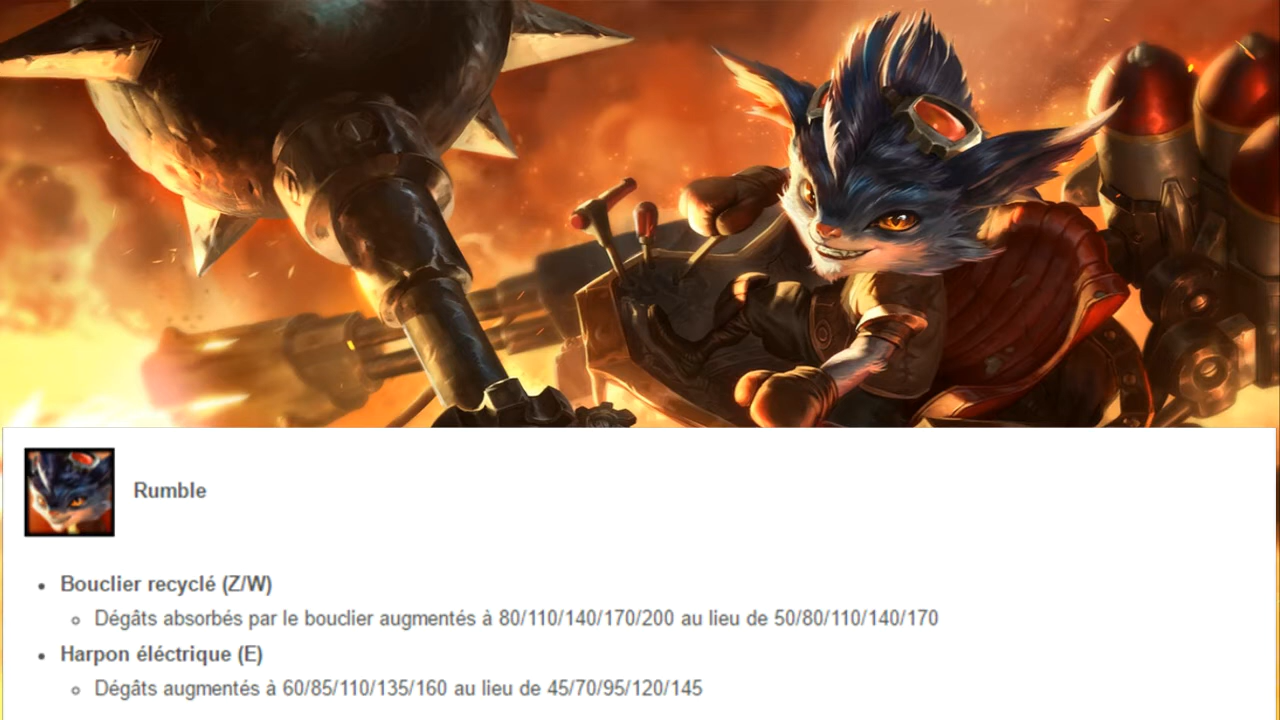 Rumble
Bouclier recyclé (Z/W)
Dégâts absorbés par le bouclier augmentés à 80/110/140/170/200 au lieu de 50/80/110/140/170
Harpon éléctrique (E)
Dégâts augmentés à 60/85/110/135/160 au lieu de 45/70/95/120/145